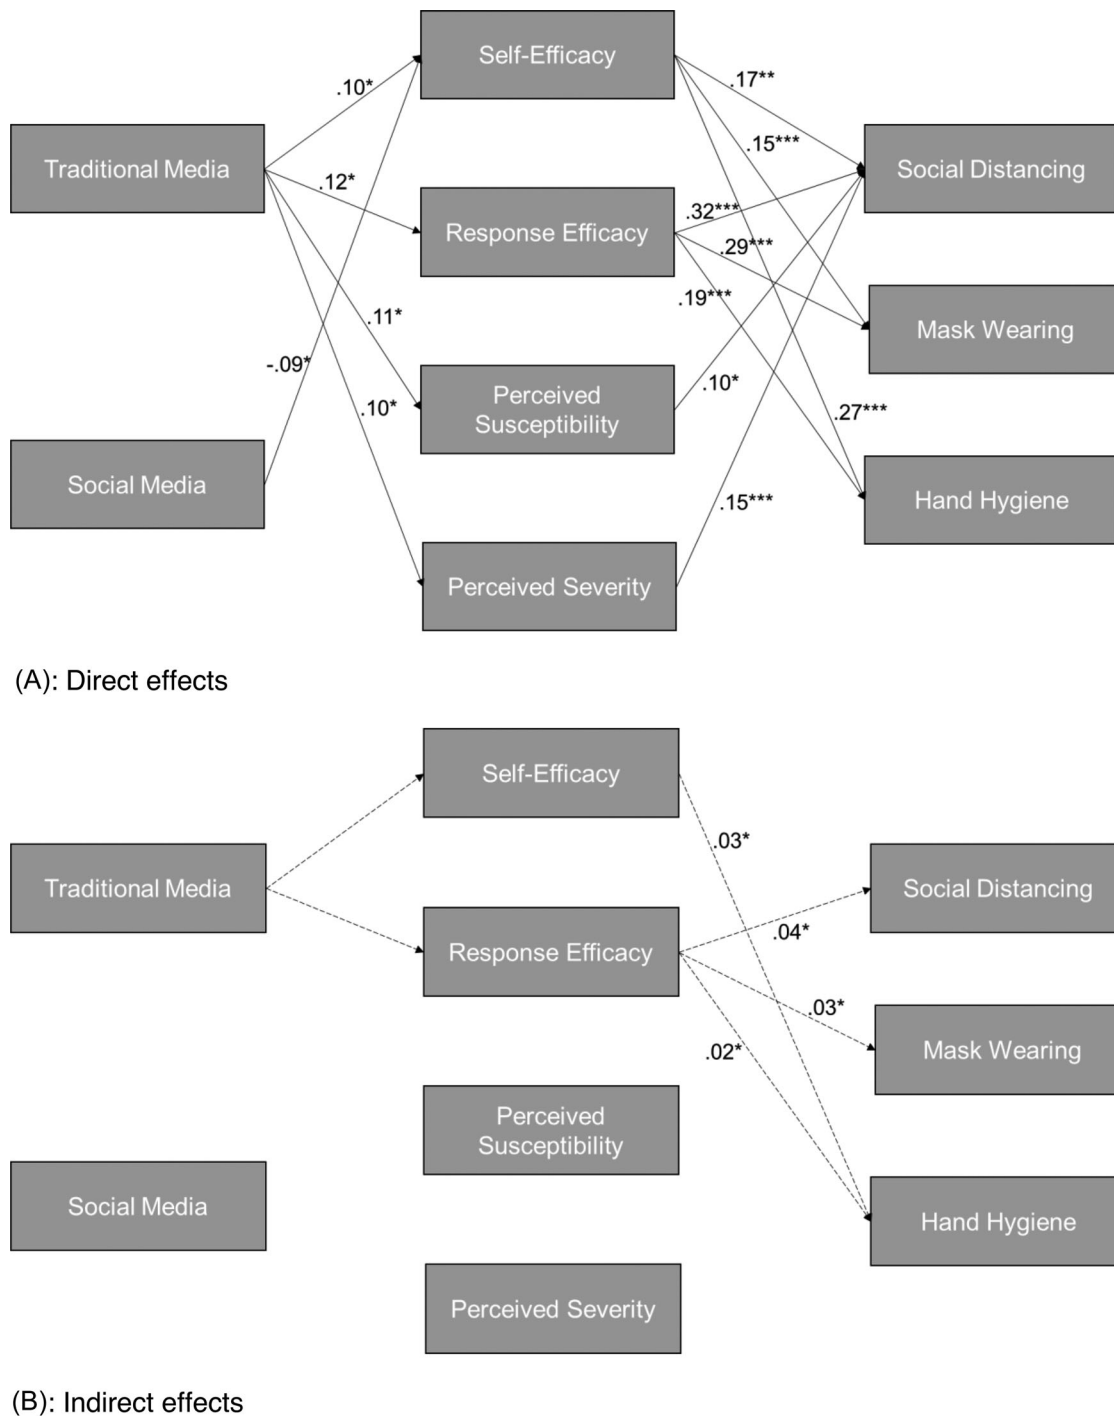 Self-Efficacy
.17**
.10*
.15***
Traditional Media
Social Distancing
.12*
.32***
Response Efficacy
.29***
.19***
.11*
Mask Wearing
-.09*
.10*
Perceived
Susceptibility
.10*
.27***
Social Media
Hand Hygiene
.15***
Perceived Severity
(A): Direct effects
Self-Efficacy
.03*
Traditional Media
Social Distancing
.04*
Response Efficacy
.03*
.02*
Mask Wearing
Perceived
Susceptibility
Social Media
Hand Hygiene
Perceived Severity
(B): Indirect effects